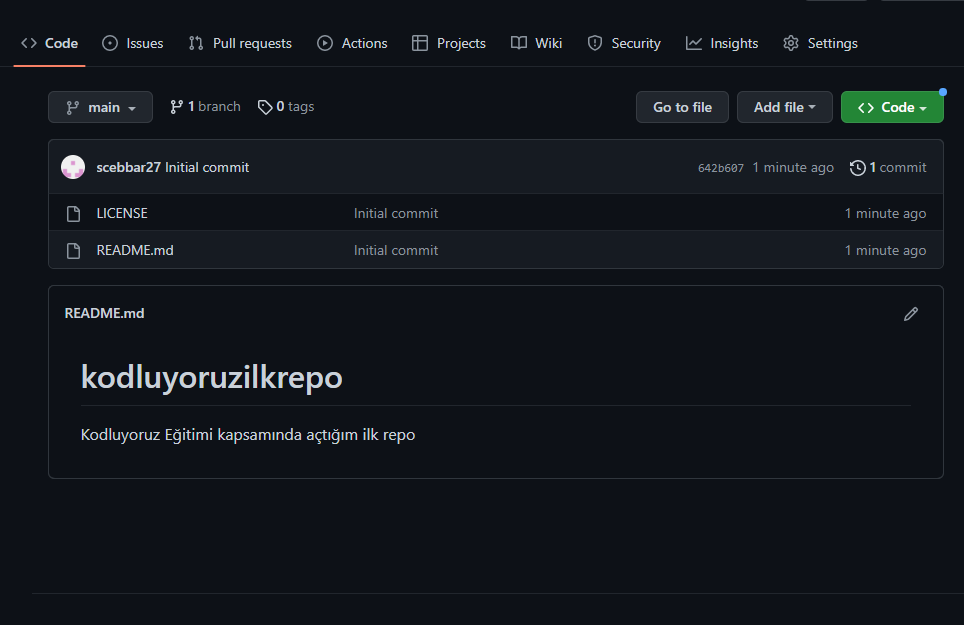 Code Issues Pull requests Actions Projects Wiki Security Insights Settings
main 1 branch 0 tags Go to file Add file Code
scebbar27 Initial commit 642b607 1 minute ago 1 commit
LICENSE Initial commit 1 minute ago
README.md Initial commit 1 minute ago
README.md
kodluyoruzilkrepo
Kodluyoruz Eğitimi kapsamında açtığım ilk repo